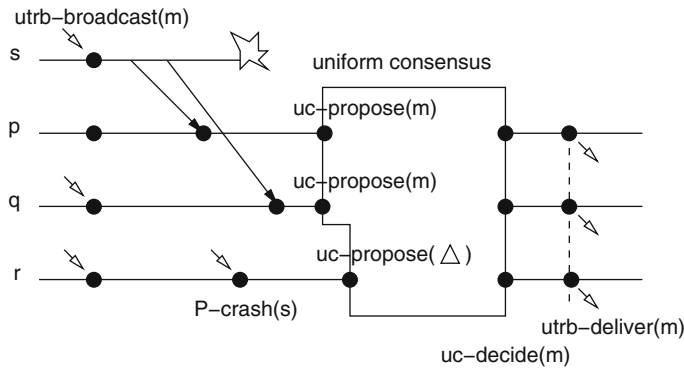 utrb–broadcast(m)
s
uniform consensus
uc–propose(m)
p
uc–propose(m)
q
uc–propose( △ )
r
P–crash(s)
utrb–deliver(m)
uc–decide(m)